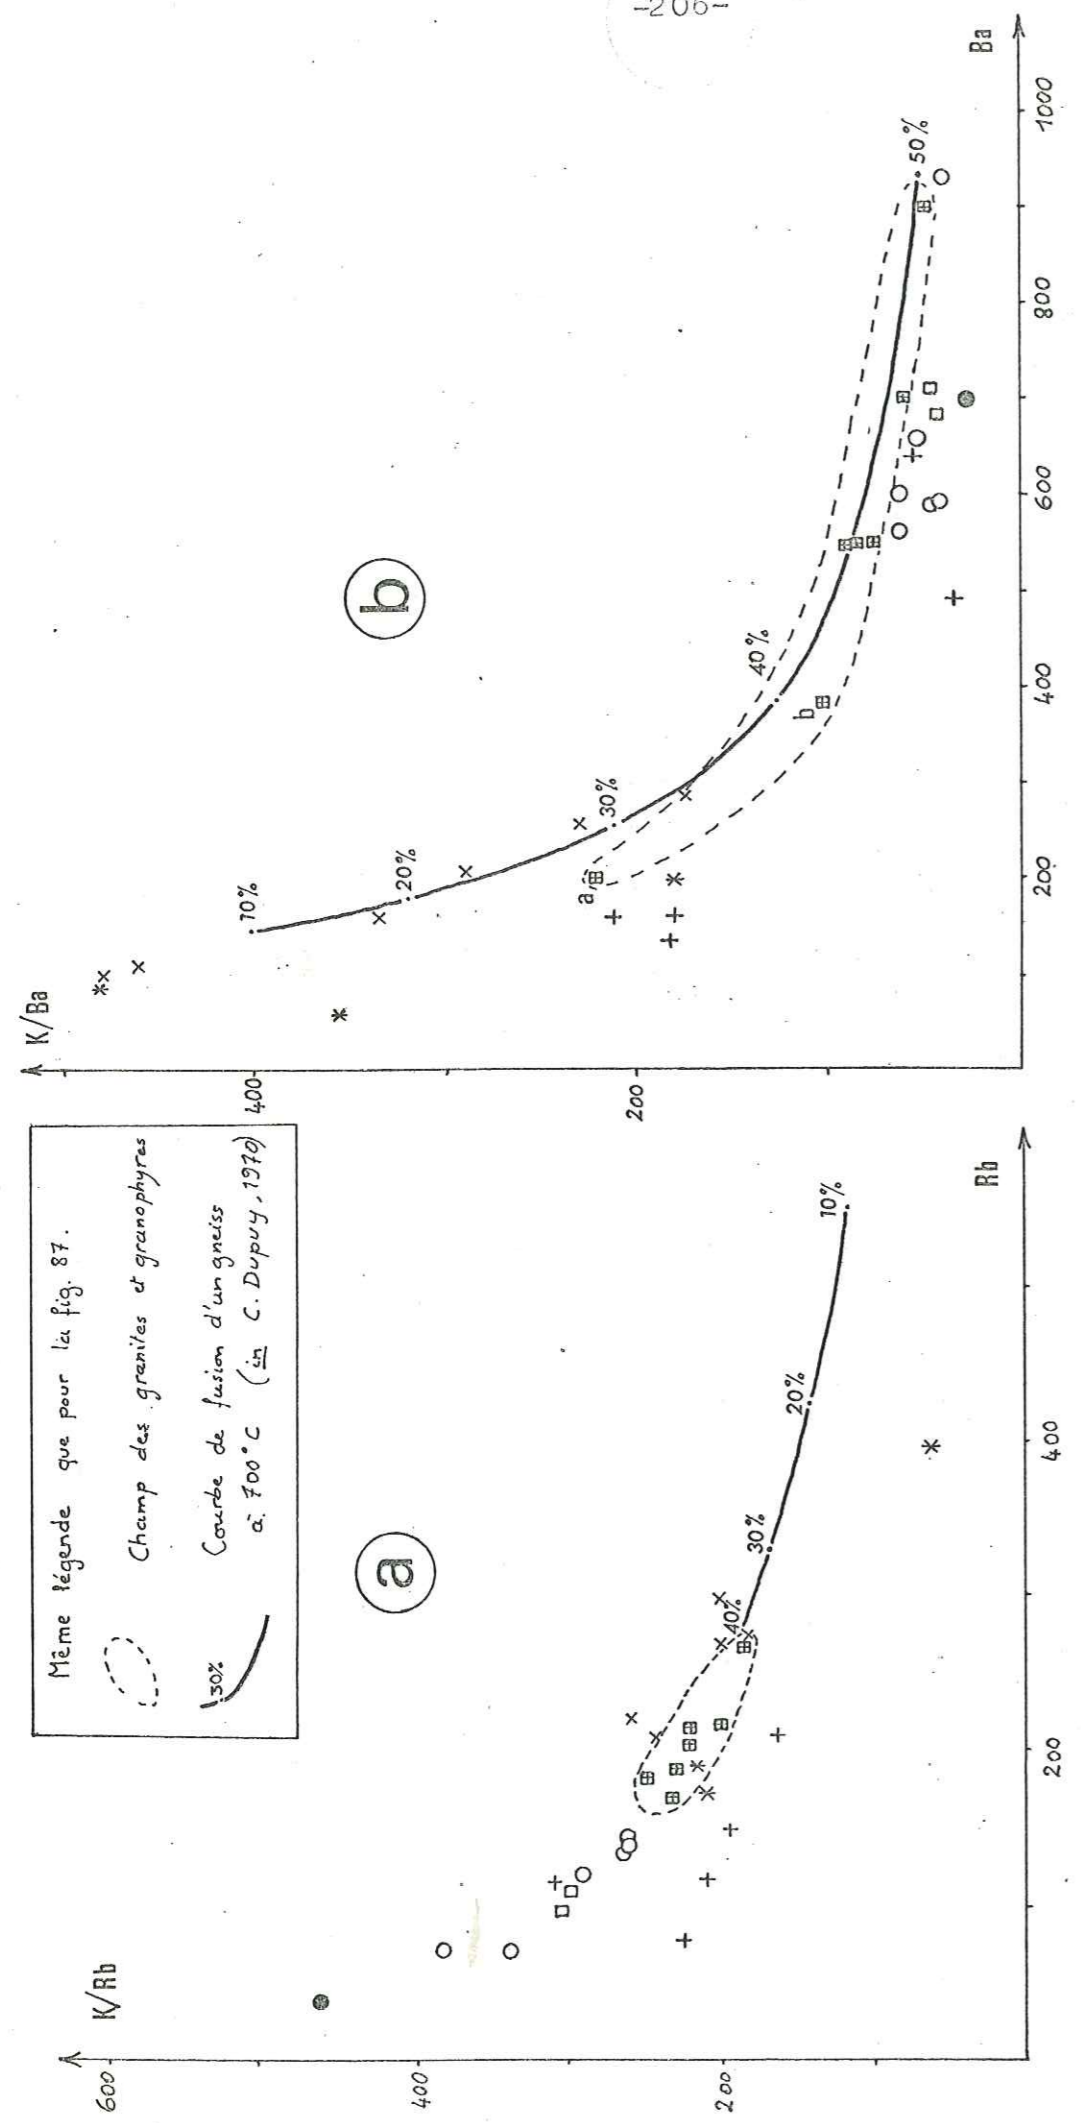 -206-
Même légende que pour la fig. 87.
Champ des granites et granophyres
30%
Courbe de fusion d'un gneiss
à 700°C (in C. Dupuy, 1970)
a
K/Rb
600
400
200
200
400
Rb
40%
30%
20%
10%
b
K/Ba
400
200
200
400
600
800
1000
Ba
10%
20%
30%
40%
50%
a
b